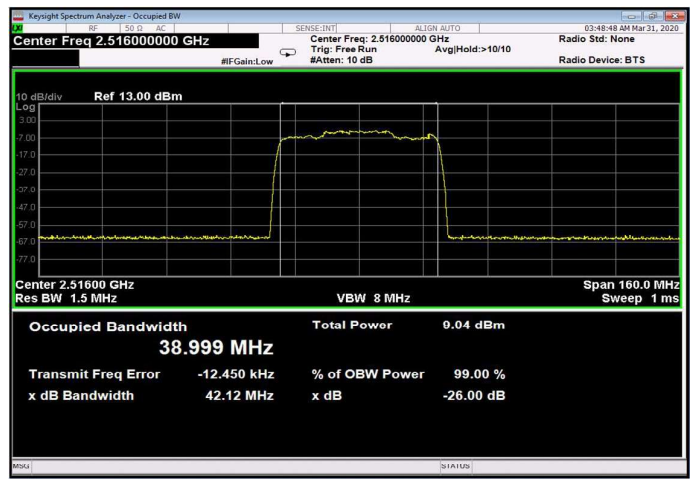 Keysight Spectrum Analyzer - Occupied BW
RF 50 Ω AC SENSE:INT ALIGN AUTO 03:48:48 AM Mar 31, 2020
Center Freq 2.516000000 GHz Center Freq: 2.516000000 GHz Radio Std: None
Trig: Free Run Avg|Hold:>10/10
#IFGain:Low #Atten: 10 dB Radio Device: BTS
10 dB/div Ref 13.00 dBm
Log
3.00
-7.00
-17.0
-27.0
-37.0
-47.0
-57.0
-67.0
-77.0
Center 2.51600 GHz Span 160.0 MHz
Res BW 1.5 MHz VBW 8 MHz Sweep 1 ms
Occupied Bandwidth Total Power 9.04 dBm
38.999 MHz
Transmit Freq Error -12.450 kHz % of OBW Power 99.00 %
x dB Bandwidth 42.12 MHz x dB -26.00 dB
MSG STATUS